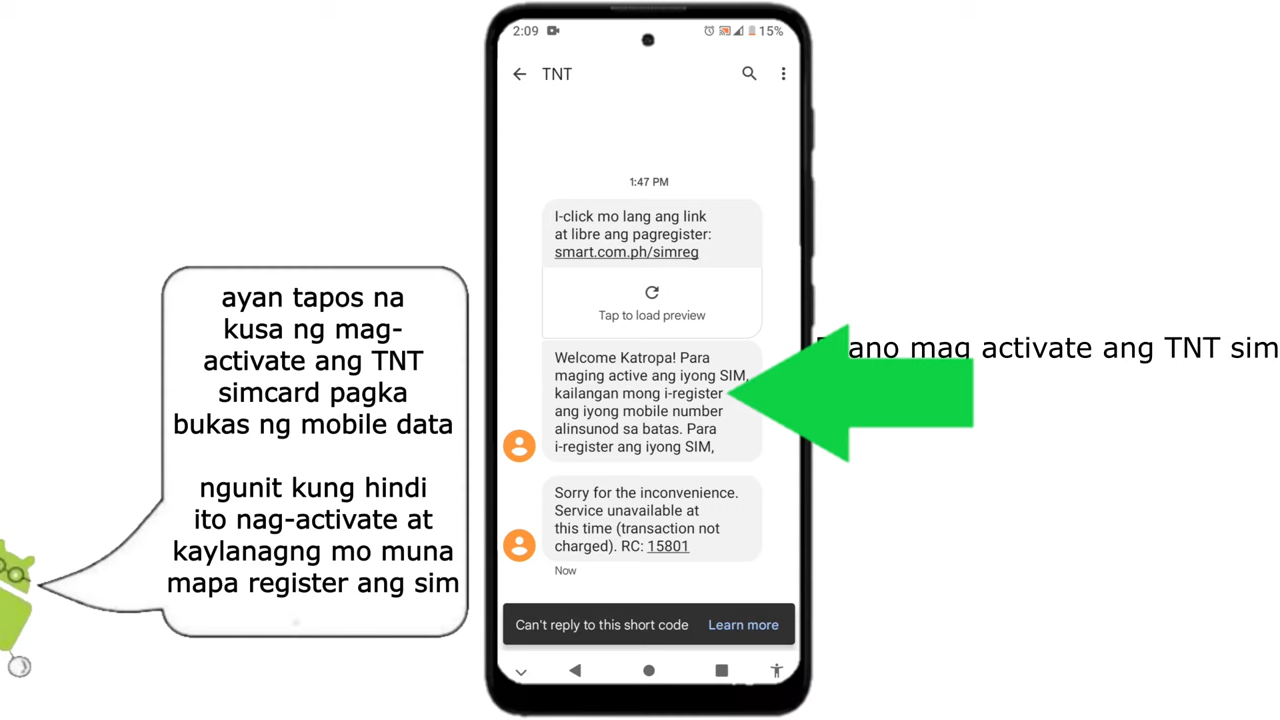 2:09
15%
TNT
1:47 PM
I-click mo lang ang link
at libre ang pagregister:
smart.com.ph/simreg
Tap to load preview
Welcome Katropa! Para
maging active ang iyong SIM,
kailangan mong i-register
ang iyong mobile number
alinsunod sa batas. Para
i-register ang iyong SIM,
Sorry for the inconvenience.
Service unavailable at
this time (transaction not
charged). RC: 15801
Now
Can't reply to this short code
Learn more
ayan tapos na
kusa ng mag-
activate ang TNT
simcard pagka
bukas ng mobile data
ngunit kung hindi
ito nag-activate at
kaylanagng mo muna
mapa register ang sim
mag activate ang TNT sim